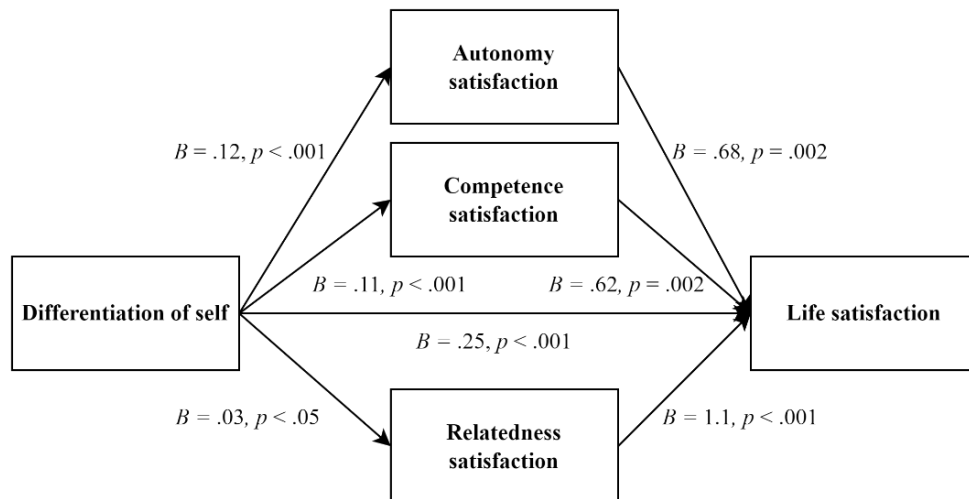 Autonomy
satisfaction
B = .12, p < .001
B = .68, p = .002
Competence
satisfaction
Differentiation of self
B = .11, p < .001
B = .62, p = .002
Life satisfaction
B = .25, p < .001
B = .03, p < .05
Relatedness
satisfaction
B = 1.1, p < .001